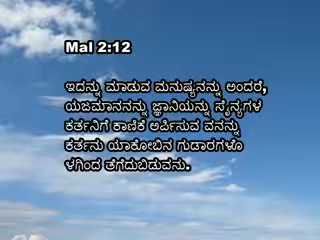 Mal 2:12
ಇದನ್ನು ಮಾಡುವ ಮನುಷ್ಯನನ್ನು ಅಂದರೆ,
ಯಜಮಾನನನ್ನು ಜ್ಞಾನಿಯನ್ನು ಸೈನ್ಯಗಳ
ಕರ್ತನಿಗೆ ಕಾಣಿಕೆ ಅರ್ಪಿಸುವ ವನನ್ನು
ಕರ್ತನು ಯಾಕೋಬಿನ ಗುಡಾರಗಳೊ
ಳಗಿಂದ ತೆಗೆದುಬಿಡುವನು.